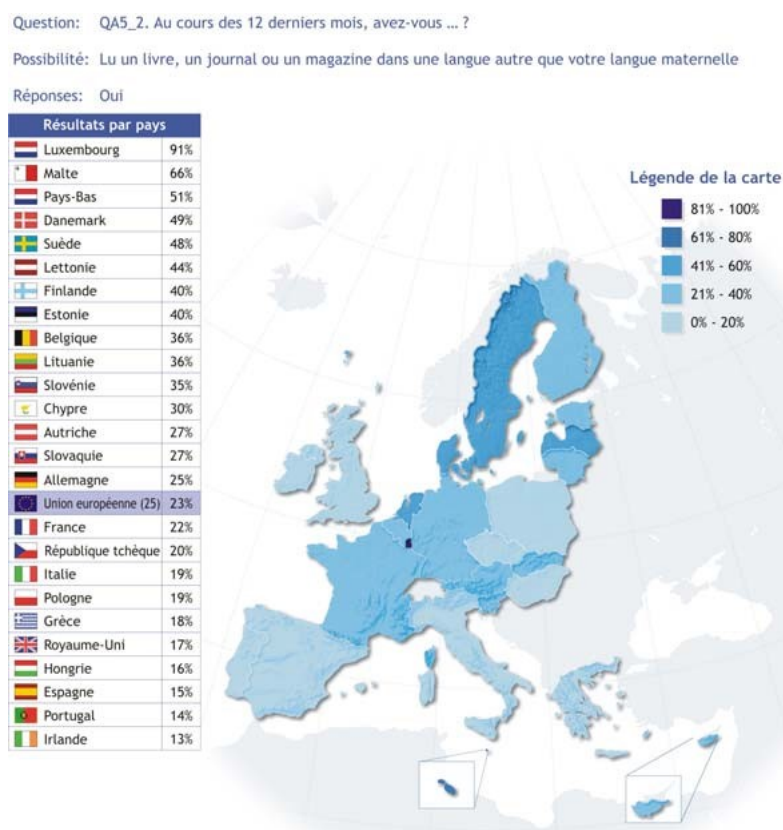 Question: QA5_2. Au cours des 12 derniers mois, avez-vous … ?
Possibilité: Lu un livre, un journal ou un magazine dans une langue autre que votre langue maternelle
Réponses: Oui
Résultats par pays
Luxembourg 91%
Malte 66%
Pays-Bas 51%
Danemark 49%
Suède 48%
Lettonie 44%
Finlande 40%
Estonie 40%
Belgique 36%
Lituanie 36%
Slovénie 35%
Chypre 30%
Autriche 27%
Slovaquie 27%
Allemagne 25%
Union européenne (25) 23%
France 22%
République tchèque 20%
Italie 19%
Pologne 19%
Grèce 18%
Royaume-Uni 17%
Hongrie 16%
Espagne 15%
Portugal 14%
Irlande 13%
Légende de la carte
81% - 100%
61% - 80%
41% - 60%
21% - 40%
0% - 20%